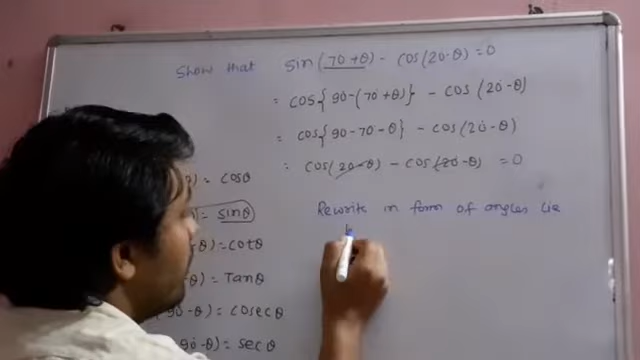 Show that sin(70+θ) - cos(20-θ) = 0
= cos{90-(70+θ)} - cos(20-θ)
= cos{90-70-θ} - cos(20-θ)
= cos(20-θ) - cos(20-θ) = 0
Rewrite in form of angles lie
) = cosθ
) = sinθ
θ) = cotθ
-θ) = Tanθ
90-θ) = cosecθ
90-θ) = secθ